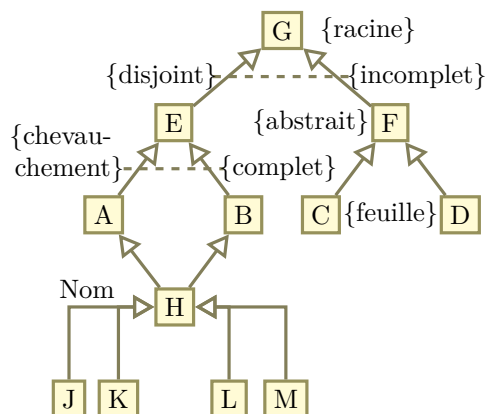 G {racine}
{disjoint} {incomplet}
E {abstrait} F
{chevau-
chement} {complet}
A B C {feuille} D
Nom
H
J K L M